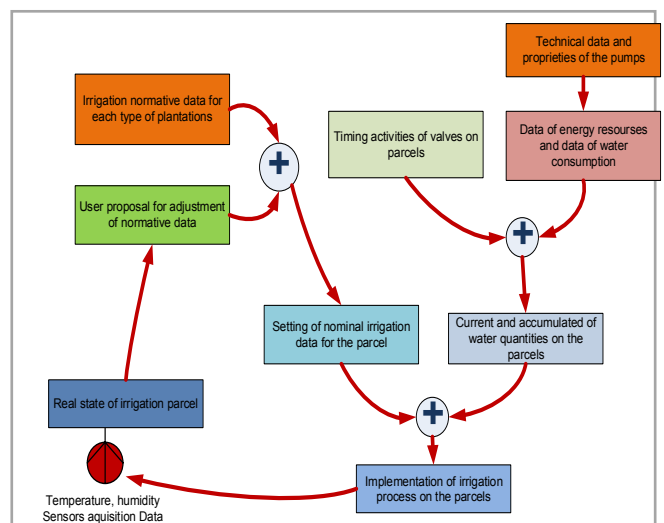 Technical data and
proprieties of the pumps
Irrigation normative data for
each type of plantations
Timing activities of valves on
parcels
Data of energy resourses
and data of water
consumption
+
User proposal for adjustment
of normative data
+
Setting of nominal irrigation
data for the parcel
Current and accumulated of
water quantities on the
parcels
Real state of irrigation parcel
+
Implementation of irrigation
process on the parcels
Temperature, humidity
Sensors aquisition Data